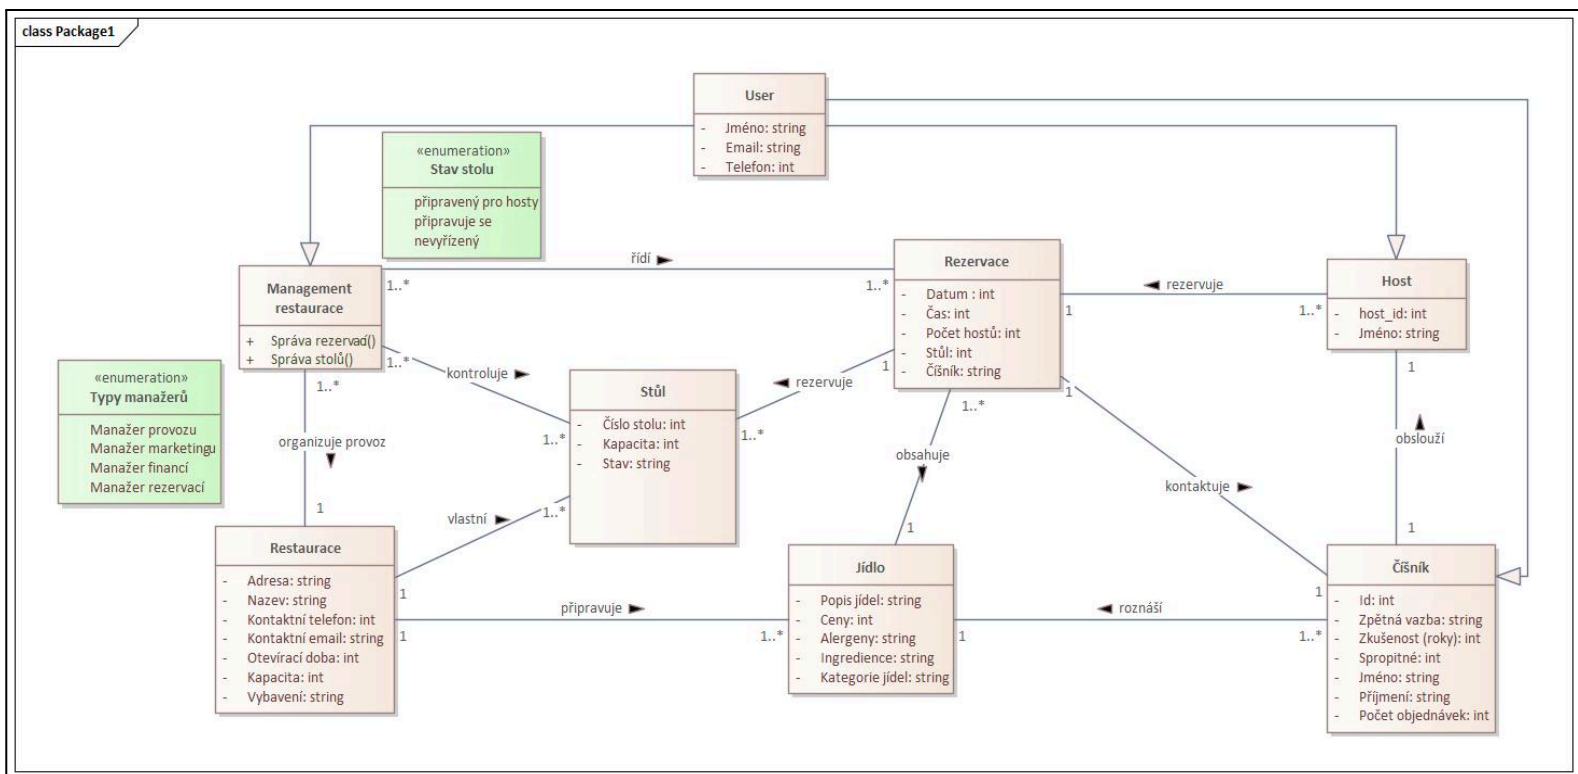 class Package1
User
- Jméno: string
- Email: string
- Telefon: int
«enumeration»
Stav stolu
připravený pro hosty
připravuje se
nevyřízený
Management
restaurace
+ Správa rezervací()
+ Správa stolů()
řídí
1..*
1..*
Rezervace
- Datum : int
- Čas: int
- Počet hostů: int
- Stůl: int
- Číšník: string
rezervuje
1
1..*
Host
- host_id: int
- Jméno: string
«enumeration»
Typy manažerů
Manažer provozu
Manažer marketingu
Manažer financí
Manažer rezervací
1..*
kontroluje
1..*
Stůl
- Číslo stolu: int
- Kapacita: int
- Stav: string
1
rezervuje
1..*
1..*
organizuje provoz
1
1..*
obsahuje
1
1
kontaktuje
1
1
obslouží
1
vlastní
1..*
1
Restaurace
- Adresa: string
- Nazev: string
- Kontaktní telefon: int
- Kontaktní email: string
- Otevírací doba: int
- Kapacita: int
- Vybavení: string
připravuje
1
1..*
Jídlo
- Popis jídel: string
- Ceny: int
- Alergeny: string
- Ingredience: string
- Kategorie jídel: string
roznáší
1
1..*
Číšník
- Id: int
- Zpětná vazba: string
- Zkušenost (roky): int
- Spropitné: int
- Jméno: string
- Příjmení: string
- Počet objednávek: int